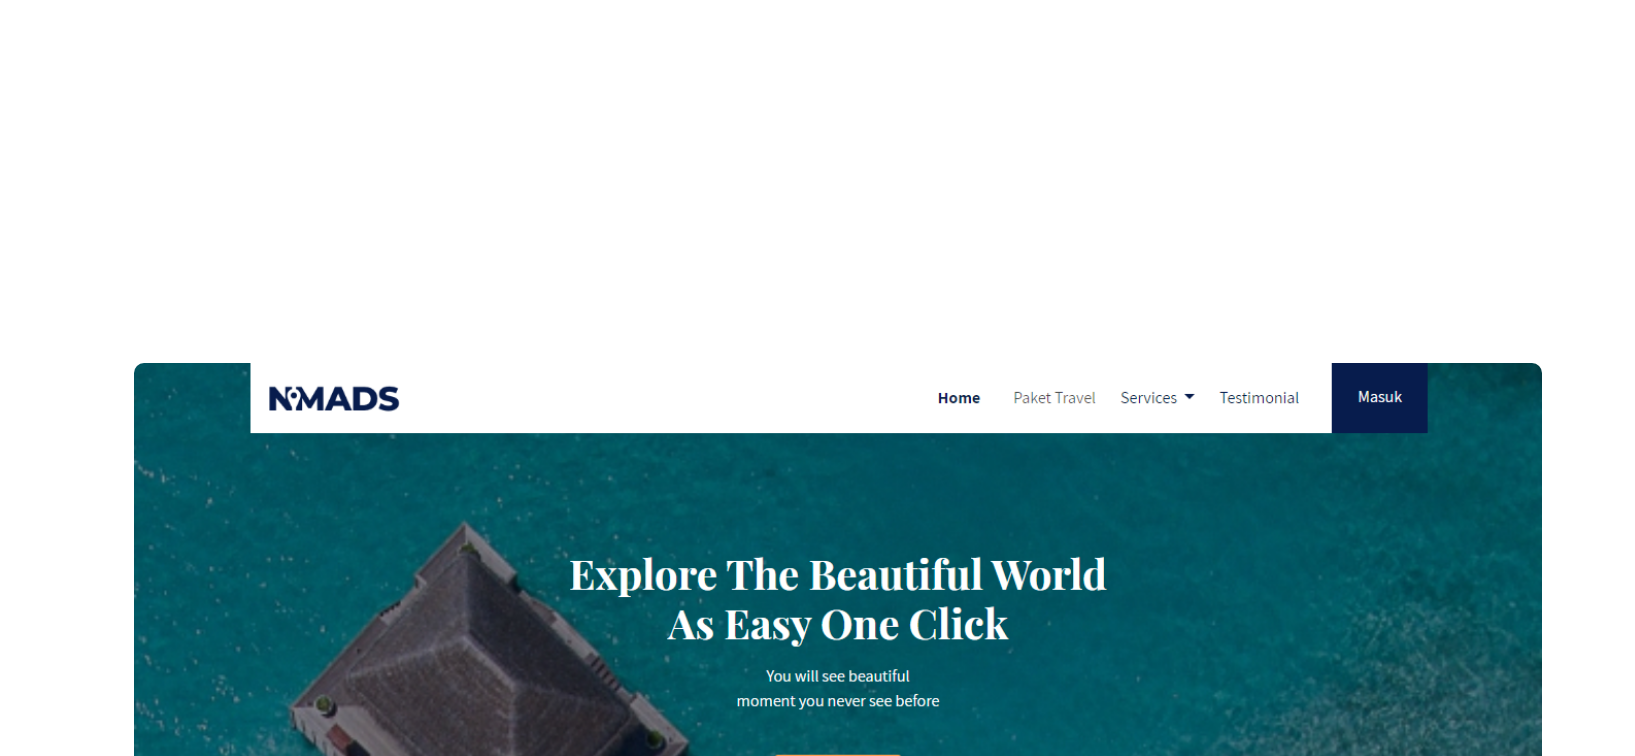 NOMADS
Home Paket Travel Services Testimonial Masuk
Explore The Beautiful World
As Easy One Click
You will see beautiful
moment you never see before